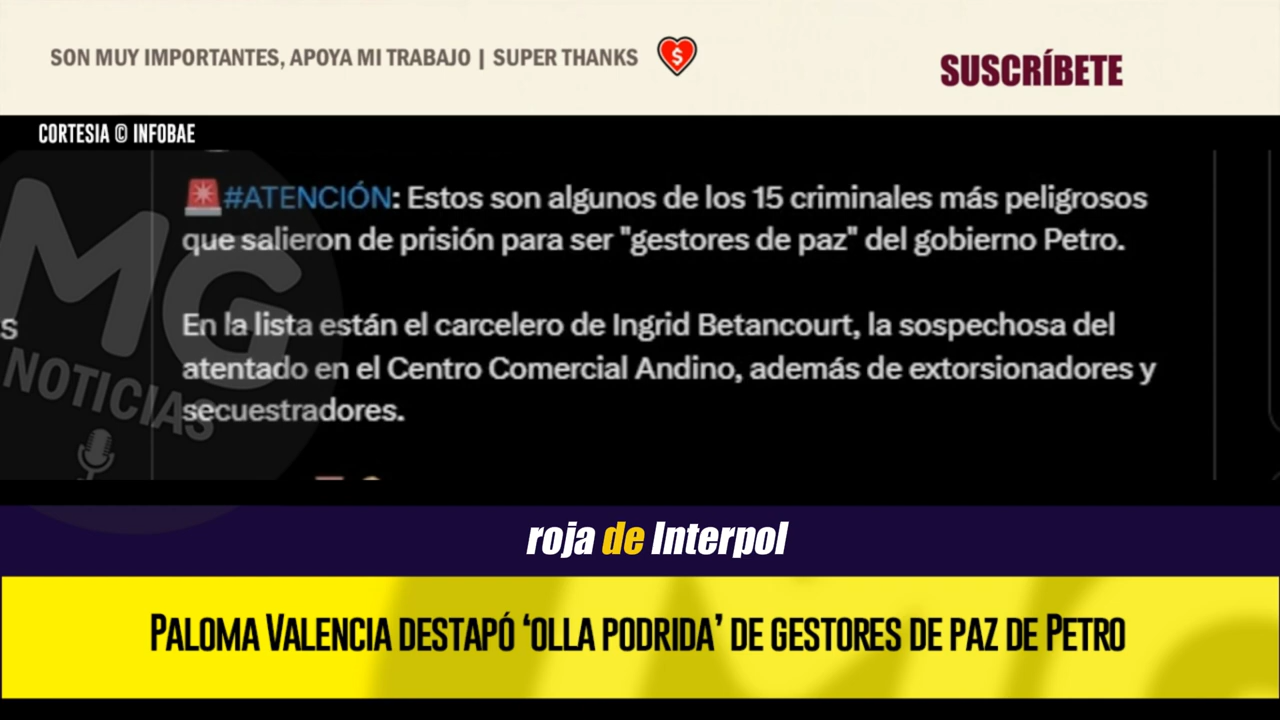 SON MUY IMPORTANTES, APOYA MI TRABAJO | SUPER THANKS
SUSCRÍBETE
CORTESIA © INFOBAE
#ATENCIÓN: Estos son algunos de los 15 criminales más peligrosos
que salieron de prisión para ser "gestores de paz" del gobierno Petro.
s
En la lista están el carcelero de Ingrid Betancourt, la sospechosa del
atentado en el Centro Comercial Andino, además de extorsionadores y
secuestradores.
MG
NOTICIAS
roja de Interpol
PALOMA VALENCIA DESTAPÓ ‘OLLA PODRIDA’ DE GESTORES DE PAZ DE PETRO